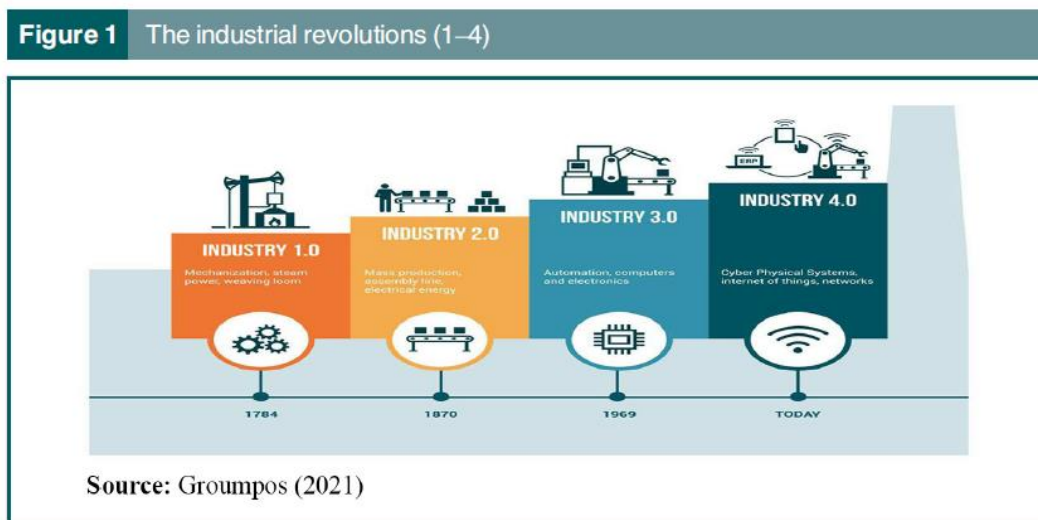 Figure 1 The industrial revolutions (1–4)
ERP
INDUSTRY 1.0
Mechanization, steam
power, weaving loom
INDUSTRY 2.0
Mass production,
assembly line,
electrical energy
INDUSTRY 3.0
Automation, computers
and electronics
INDUSTRY 4.0
Cyber Physical Systems,
internet of things, networks
1784
1870
1969
TODAY
Source: Groumpos (2021)